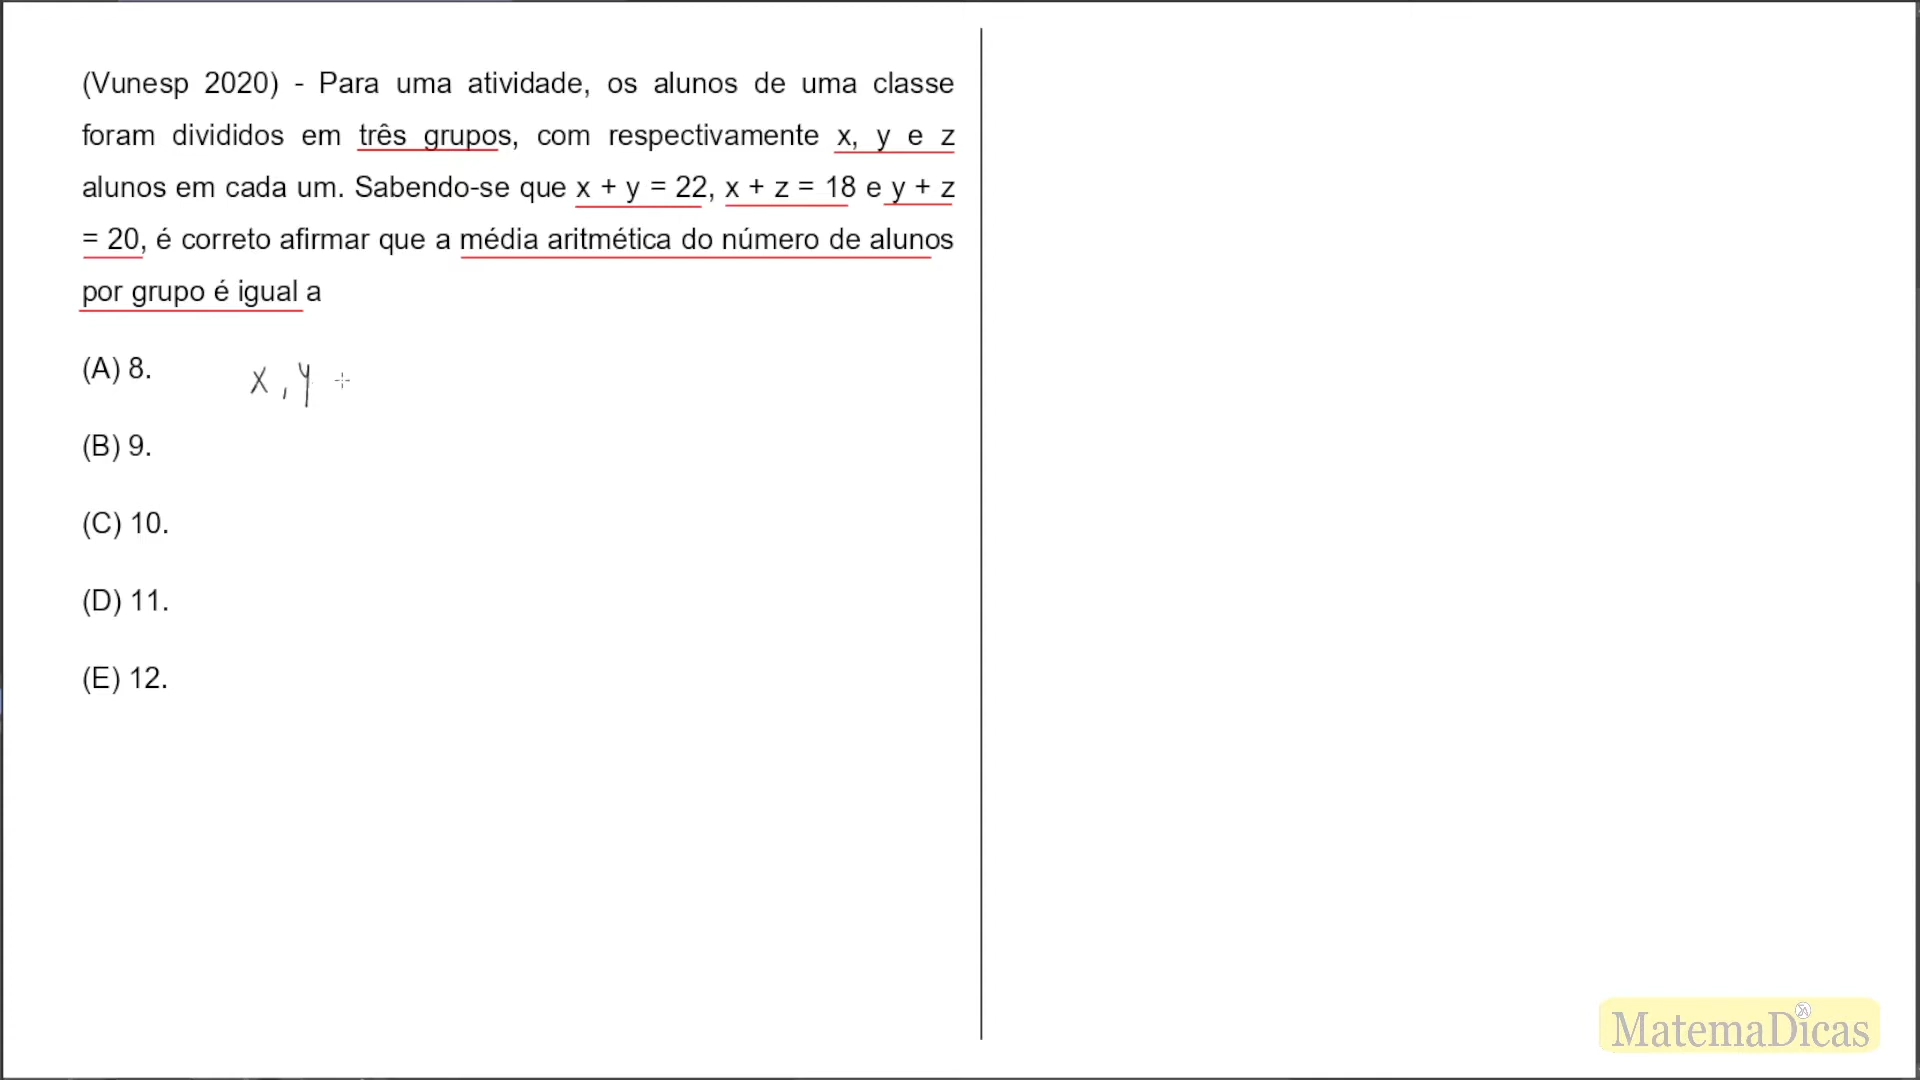 (Vunesp 2020) - Para uma atividade, os alunos de uma classe
foram divididos em três grupos, com respectivamente x, y e z
alunos em cada um. Sabendo-se que x + y = 22, x + z = 18 e y + z
= 20, é correto afirmar que a média aritmética do número de alunos
por grupo é igual a
(A) 8.
x , y
(B) 9.
(C) 10.
(D) 11.
(E) 12.
MatemaDicas